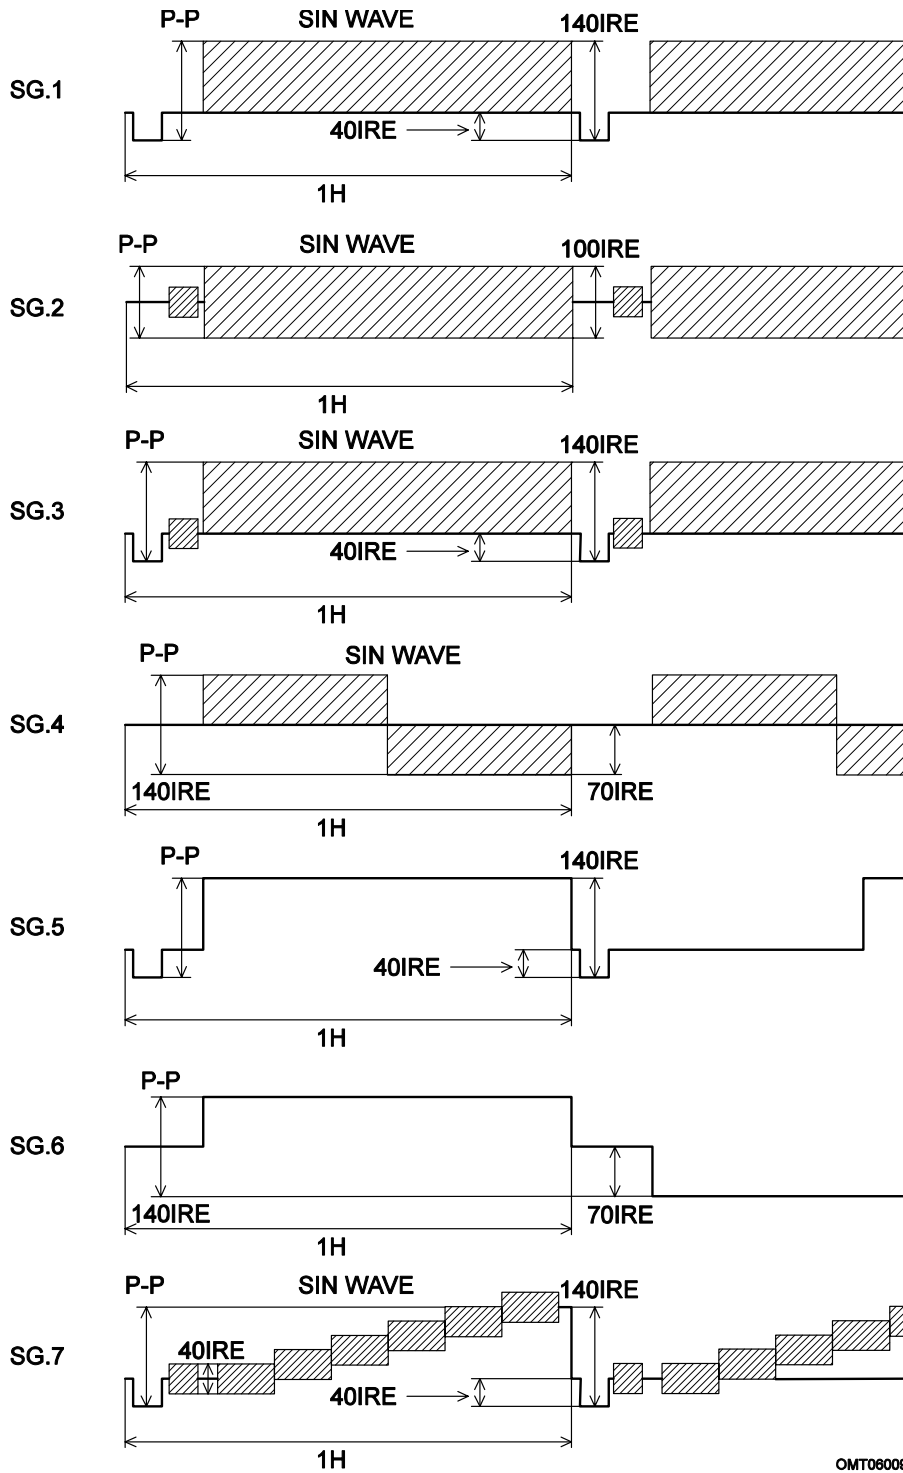 P-P SIN WAVE 140IRE
SG.1
40IRE
1H
P-P SIN WAVE 100IRE
SG.2
1H
P-P SIN WAVE 140IRE
SG.3
40IRE
1H
P-P SIN WAVE
SG.4
140IRE 70IRE
1H
P-P 140IRE
SG.5
40IRE
1H
P-P
SG.6
140IRE 70IRE
1H
P-P SIN WAVE 140IRE
SG.7
40IRE
40IRE
1H
OMT06009